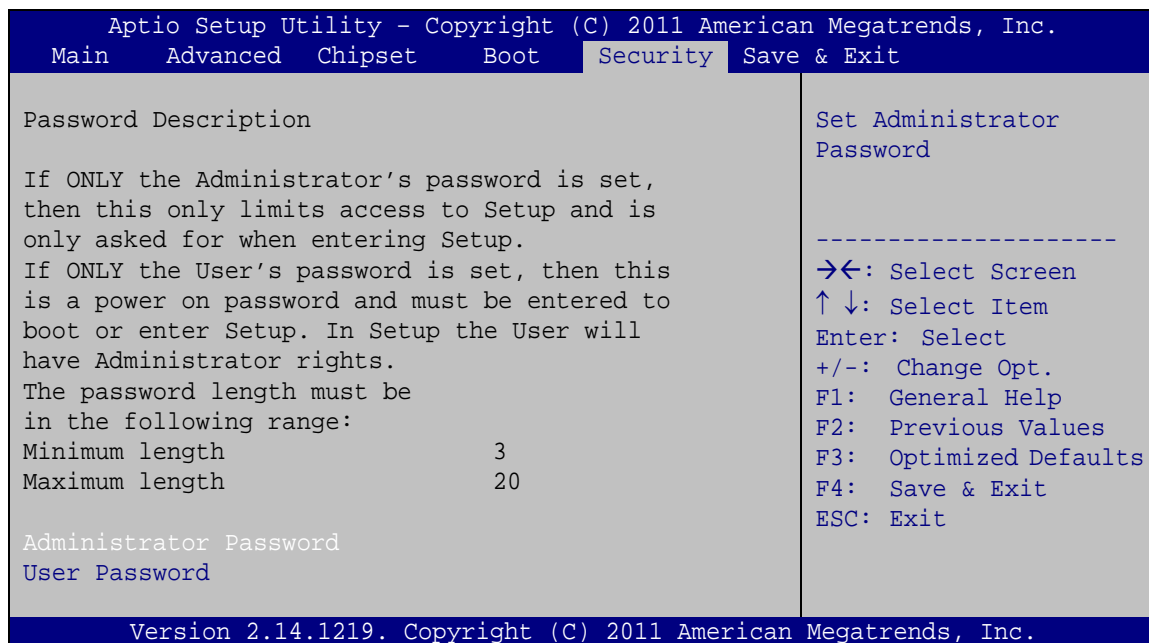 Aptio Setup Utility – Copyright (C) 2011 American Megatrends, Inc.
Main Advanced Chipset Boot Security Save & Exit
Password Description
If ONLY the Administrator’s password is set,
then this only limits access to Setup and is
only asked for when entering Setup.
If ONLY the User’s password is set, then this
is a power on password and must be entered to
boot or enter Setup. In Setup the User will
have Administrator rights.
The password length must be
in the following range:
Minimum length 3
Maximum length 20
Administrator Password
User Password
Set Administrator
Password
---------------------
→←: Select Screen
↑ ↓: Select Item
Enter: Select
+/-: Change Opt.
F1: General Help
F2: Previous Values
F3: Optimized Defaults
F4: Save & Exit
ESC: Exit
Version 2.14.1219. Copyright (C) 2011 American Megatrends, Inc.